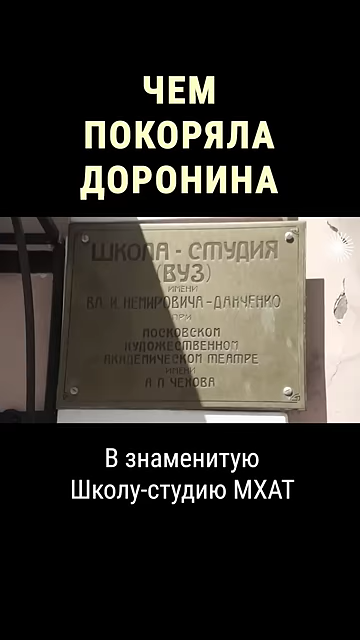 ЧЕМ
ПОКОРЯЛА
ДОРОНИНА
ШКОЛА - СТУДИЯ
(ВУЗ)
ИМЕНИ
ВЛ. И. НЕМИРОВИЧА-ДАНЧЕНКО
ПРИ
МОСКОВСКОМ
ХУДОЖЕСТВЕННОМ
АКАДЕМИЧЕСКОМ ТЕАТРЕ
ИМЕНИ
А. П. ЧЕХОВА
В знаменитую
Школу-студию МХАТ